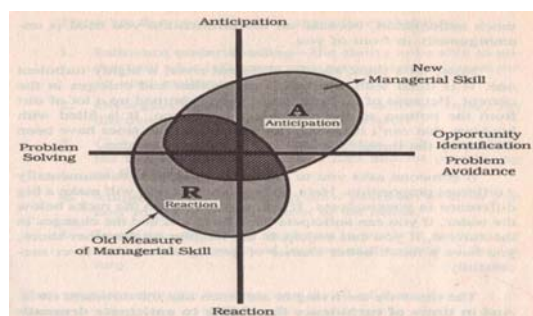 Anticipation
New
Managerial Skill
A
Anticipation
Problem
Solving
Opportunity
Identification
Problem
Avoidance
R
Reaction
Old Measure
of Managerial Skill
Reaction